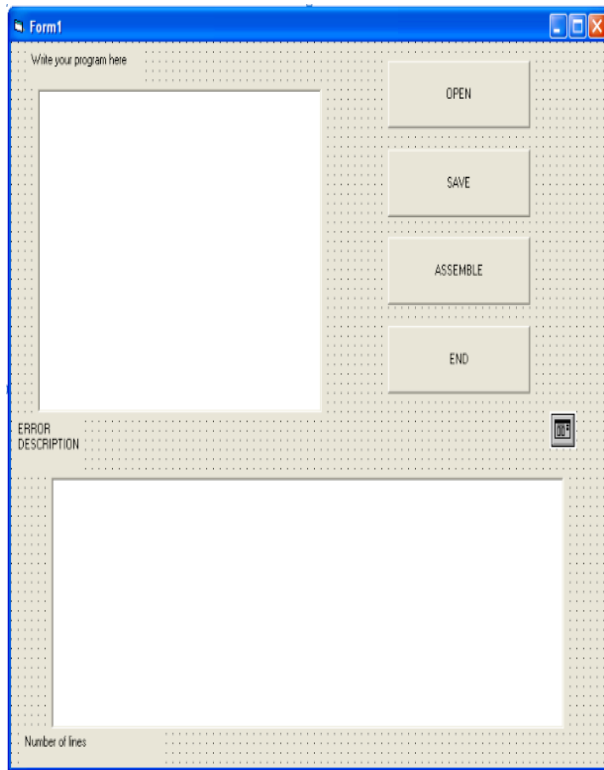 Form1
Write your program here
OPEN
SAVE
ASSEMBLE
END
ERROR
DESCRIPTION
Number of lines